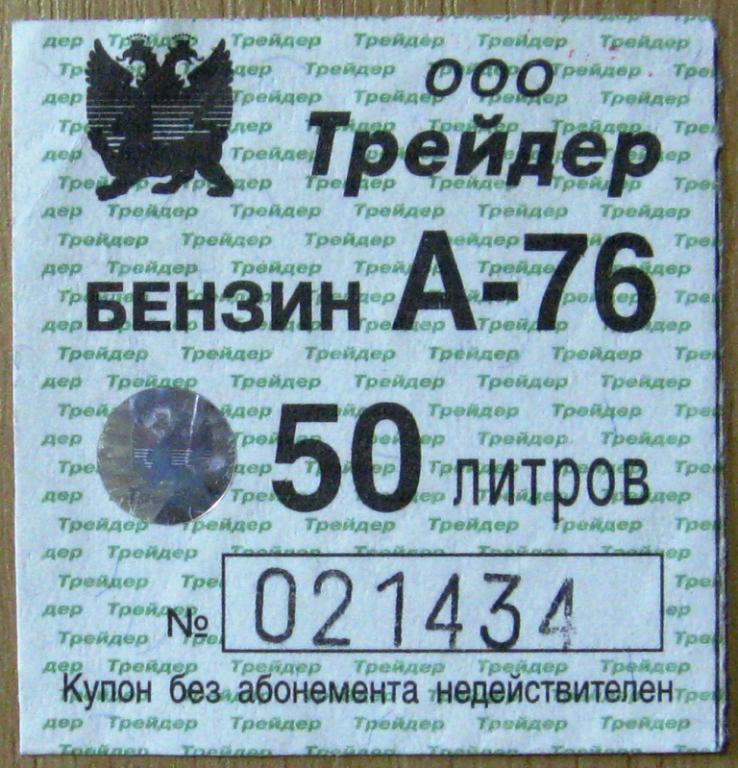 ООО
Трейдер
БЕНЗИН А-76
50 литров
№ 021434
Купон без абонемента недействителен